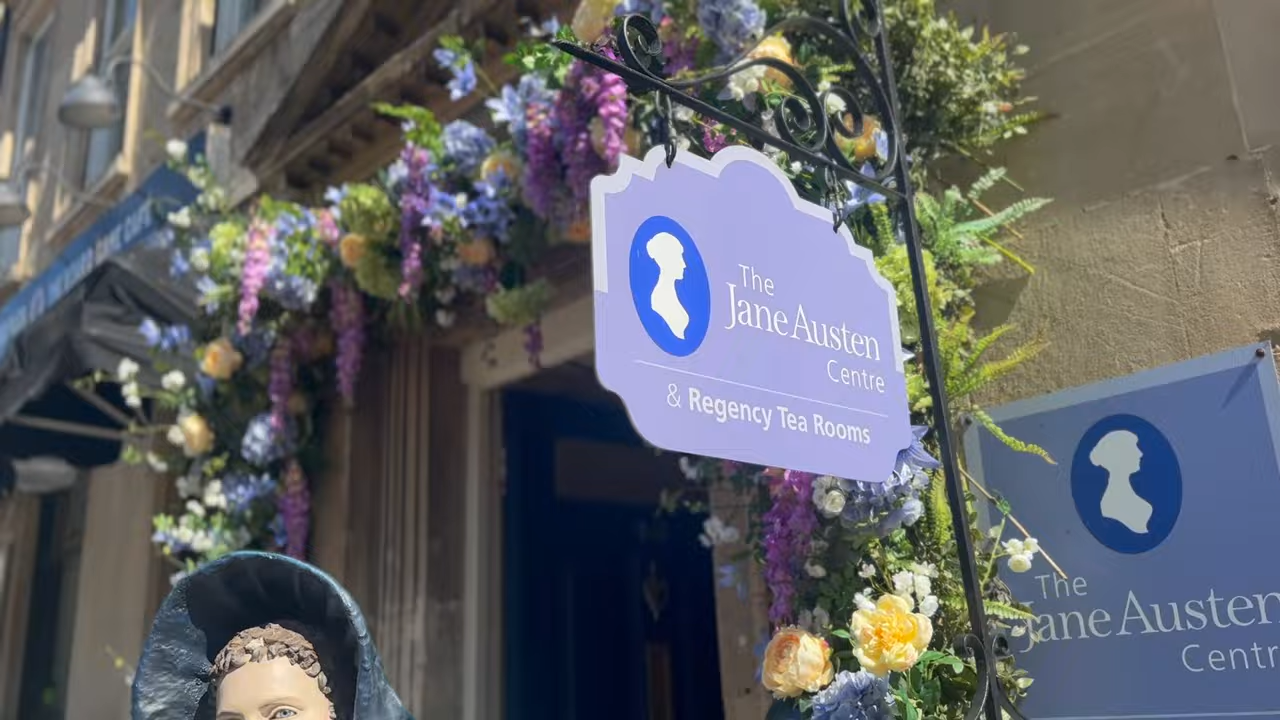 The
Jane Austen
Centre
& Regency Tea Rooms
The
Jane Austen
Centr